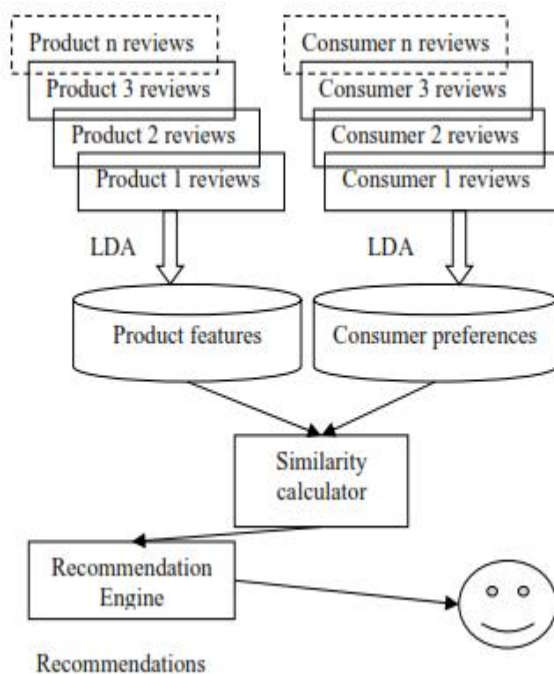 Product n reviews
Product 3 reviews
Product 2 reviews
Product 1 reviews
Consumer n reviews
Consumer 3 reviews
Consumer 2 reviews
Consumer 1 reviews
LDA
LDA
Product features
Consumer preferences
Similarity
calculator
Recommendation
Engine
Recommendations